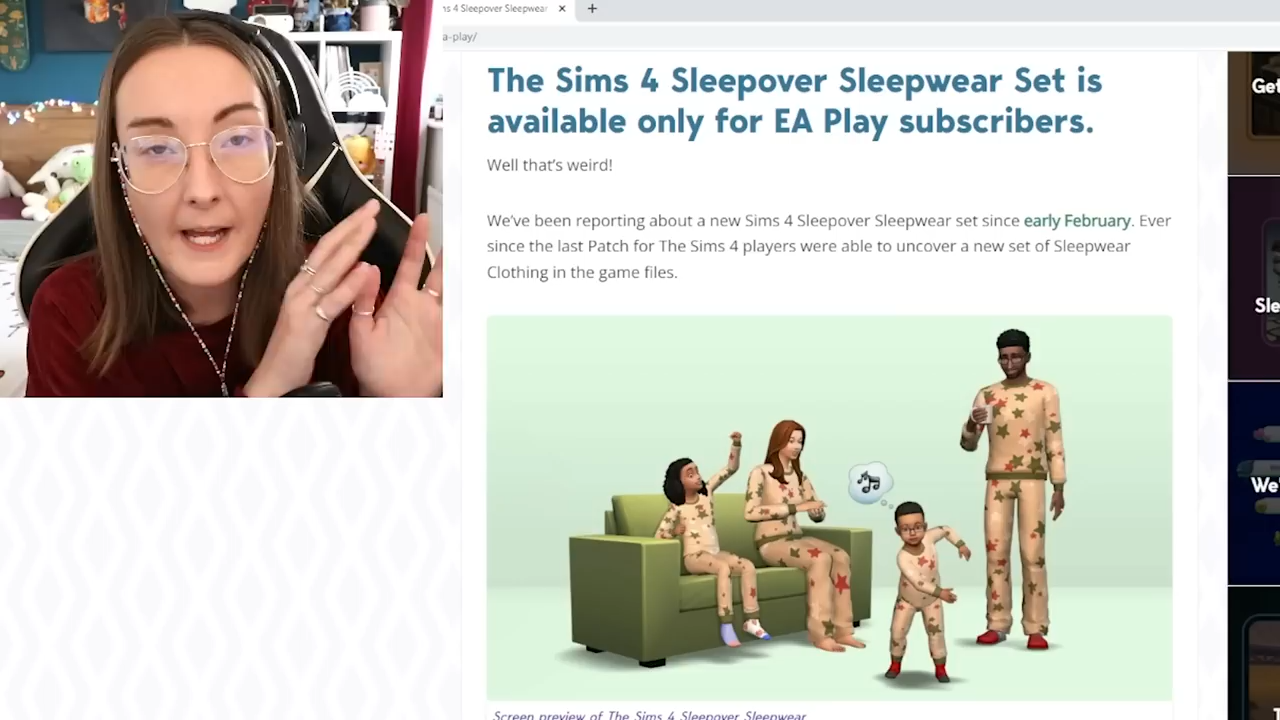 ns 4 Sleepover Sleepwear
a-play/
The Sims 4 Sleepover Sleepwear Set is
available only for EA Play subscribers.
Well that's weird!
We've been reporting about a new Sims 4 Sleepover Sleepwear set since early February. Ever
since the last Patch for The Sims 4 players were able to uncover a new set of Sleepwear
Clothing in the game files.
Screen preview of The Sims 4 Sleepover Sleepwear
Get
Sle
We'